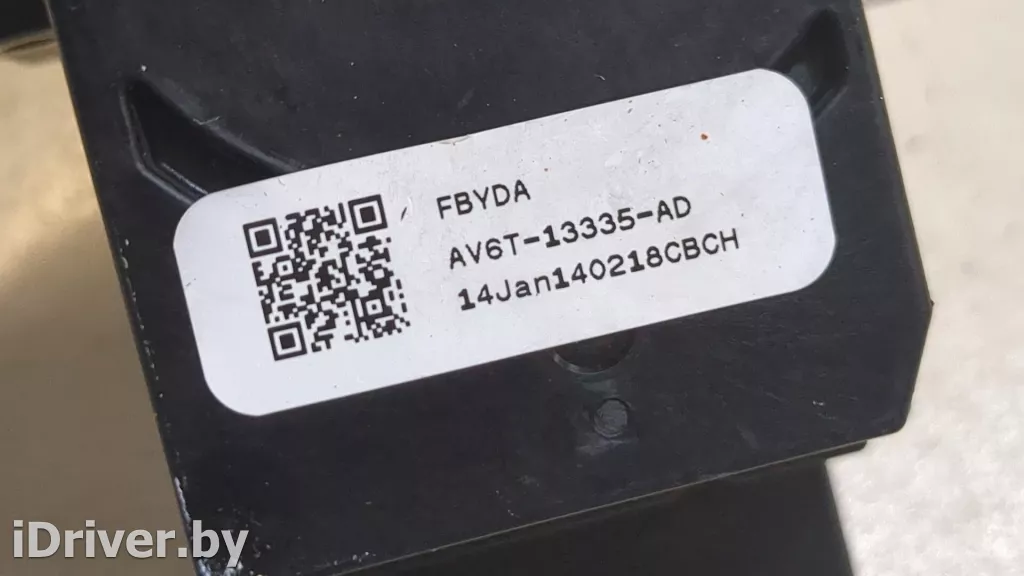 FBYDA
AV6T-13335-AD
14Jan140218CBCH
iDriver.by